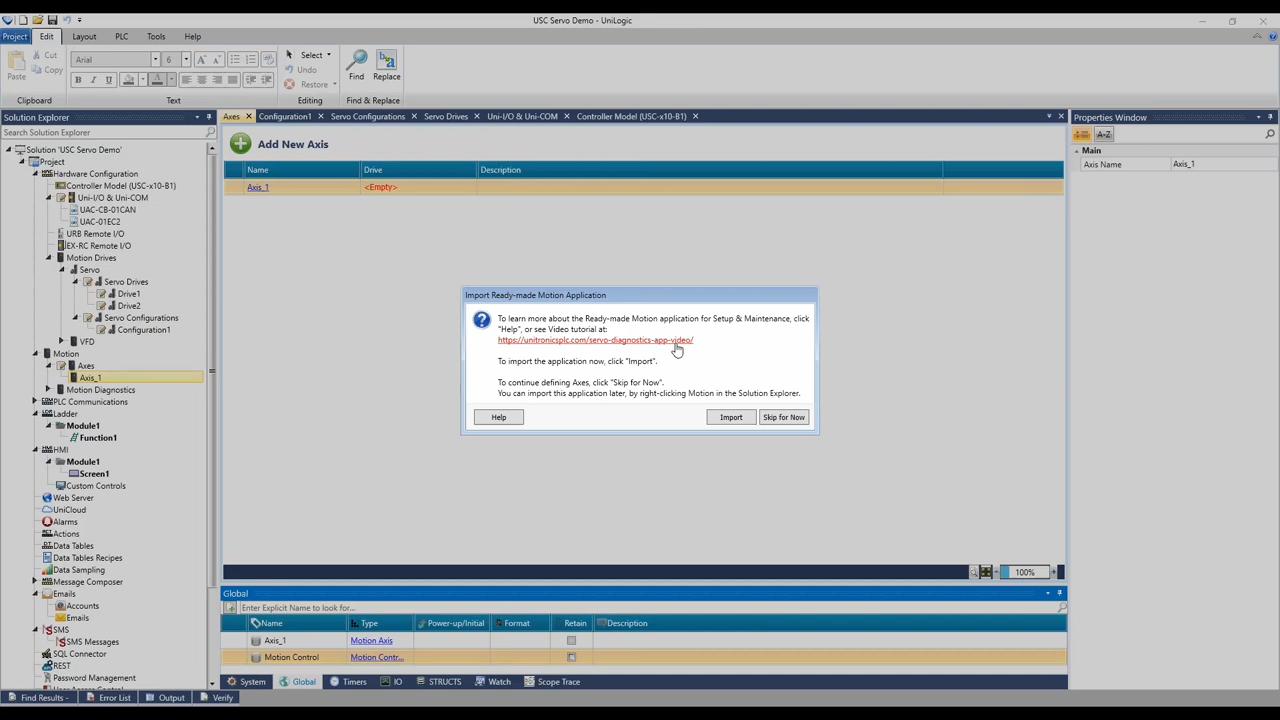 USC Servo Demo - UniLogic
Project Edit Layout PLC Tools Help
Paste
Cut
Copy
Clipboard
Arial 6
B I U A
Text
Select
Undo
Restore
Editing
Find Replace
Find & Replace
Solution Explorer
Search Solution Explorer
Solution 'USC Servo Demo'
Project
Hardware Configuration
Controller Model (USC-x10-B1)
Uni-I/O & Uni-COM
UAC-CB-01CAN
UAC-01EC2
URB Remote I/O
EX-RC Remote I/O
Motion Drives
Servo
Servo Drives
Drive1
Drive2
Servo Configurations
Configuration1
VFD
Motion
Axes
Axis_1
Motion Diagnostics
PLC Communications
Ladder
Module1
Function1
HMI
Module1
Screen1
Custom Controls
Web Server
UniCloud
Alarms
Actions
Data Tables
Data Tables Recipes
Data Sampling
Message Composer
Emails
Accounts
Emails
SMS
SMS Messages
SQL Connector
REST
Password Management
Axes Configuration1 Servo Configurations Servo Drives Uni-I/O & Uni-COM Controller Model (USC-x10-B1)
Add New Axis
Name Drive Description
Axis_1 <Empty>
Import Ready-made Motion Application
To learn more about the Ready-made Motion application for Setup & Maintenance, click
"Help", or see Video tutorial at:
https://unitronicsplc.com/servo-diagnostics-app-video/
To import the application now, click "Import".
To continue defining Axes, click "Skip for Now".
You can import this application later, by right-clicking Motion in the Solution Explorer.
Help Import Skip for Now
100%
Global
Enter Explicit Name to look for...
Name Type Power-up/Initial Format Retain Description
Axis_1 Motion Axis
Motion Control Motion Contr...
System Global Timers IO STRUCTS Watch Scope Trace
Properties Window
A-Z
Main
Axis Name Axis_1
Find Results - Error List Output Verify